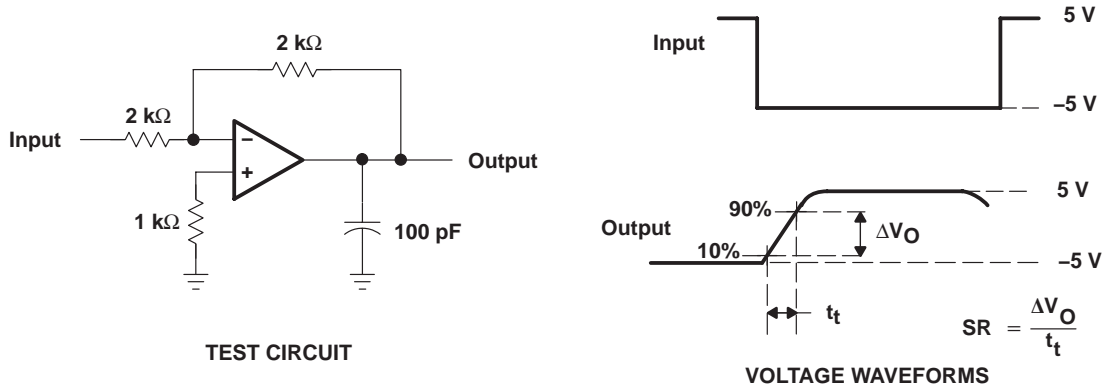 2 kΩ
2 kΩ
Input
−
+
Output
1 kΩ
100 pF
TEST CIRCUIT
5 V
Input
−5 V
5 V
90%
ΔVO
Output
10%
−5 V
tt
SR = ΔVO
tt
VOLTAGE WAVEFORMS